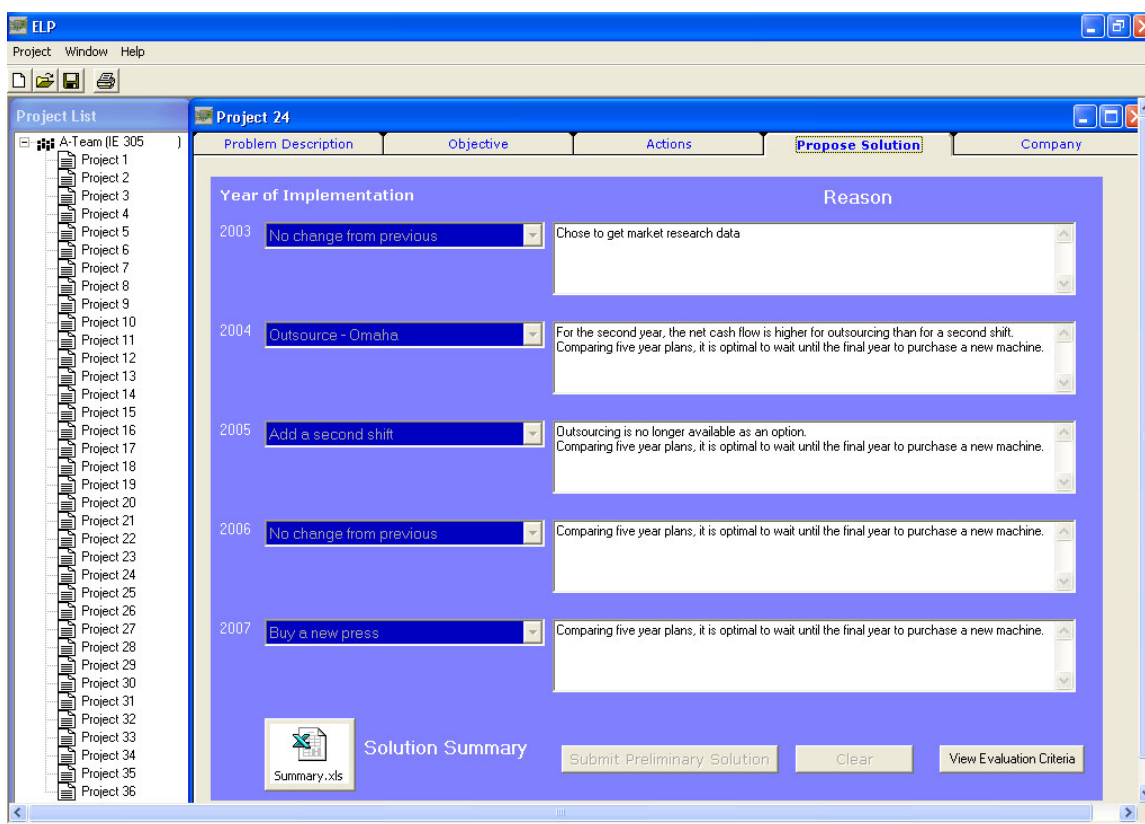 ELP
Project Window Help
Project List
A-Team (IE 305 )
Project 1
Project 2
Project 3
Project 4
Project 5
Project 6
Project 7
Project 8
Project 9
Project 10
Project 11
Project 12
Project 13
Project 14
Project 15
Project 16
Project 17
Project 18
Project 19
Project 20
Project 21
Project 22
Project 23
Project 24
Project 25
Project 26
Project 27
Project 28
Project 29
Project 30
Project 31
Project 32
Project 33
Project 34
Project 35
Project 36
Project 24
Problem Description Objective Actions Propose Solution Company
Year of Implementation Reason
2003 No change from previous Chose to get market research data
2004 Outsource - Omaha For the second year, the net cash flow is higher for outsourcing than for a second shift.
Comparing five year plans, it is optimal to wait until the final year to purchase a new machine.
2005 Add a second shift Outsourcing is no longer available as an option.
Comparing five year plans, it is optimal to wait until the final year to purchase a new machine.
2006 No change from previous Comparing five year plans, it is optimal to wait until the final year to purchase a new machine.
2007 Buy a new press Comparing five year plans, it is optimal to wait until the final year to purchase a new machine.
Summary.xls Solution Summary Submit Preliminary Solution Clear View Evaluation Criteria